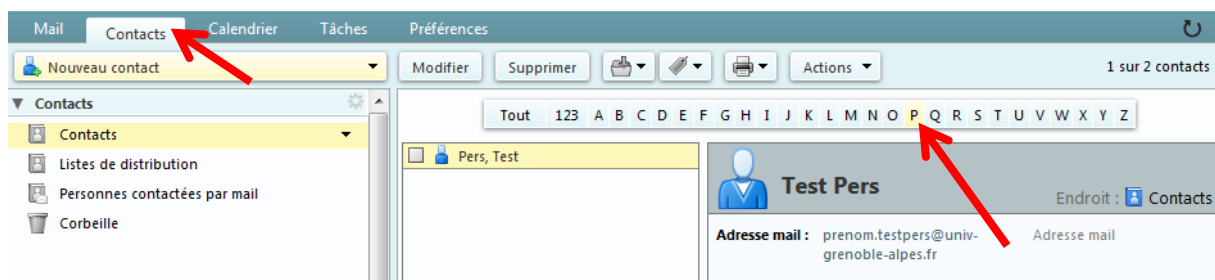 Mail Contacts Calendrier Tâches Préférences
Nouveau contact Modifier Supprimer Actions 1 sur 2 contacts
Contacts
Tout 123 A B C D E F G H I J K L M N O P Q R S T U V W X Y Z
Contacts
Listes de distribution
Personnes contactées par mail
Corbeille
Pers, Test
Test Pers
Endroit : Contacts
Adresse mail : prenom.testpers@univ- Adresse mail
grenoble-alpes.fr